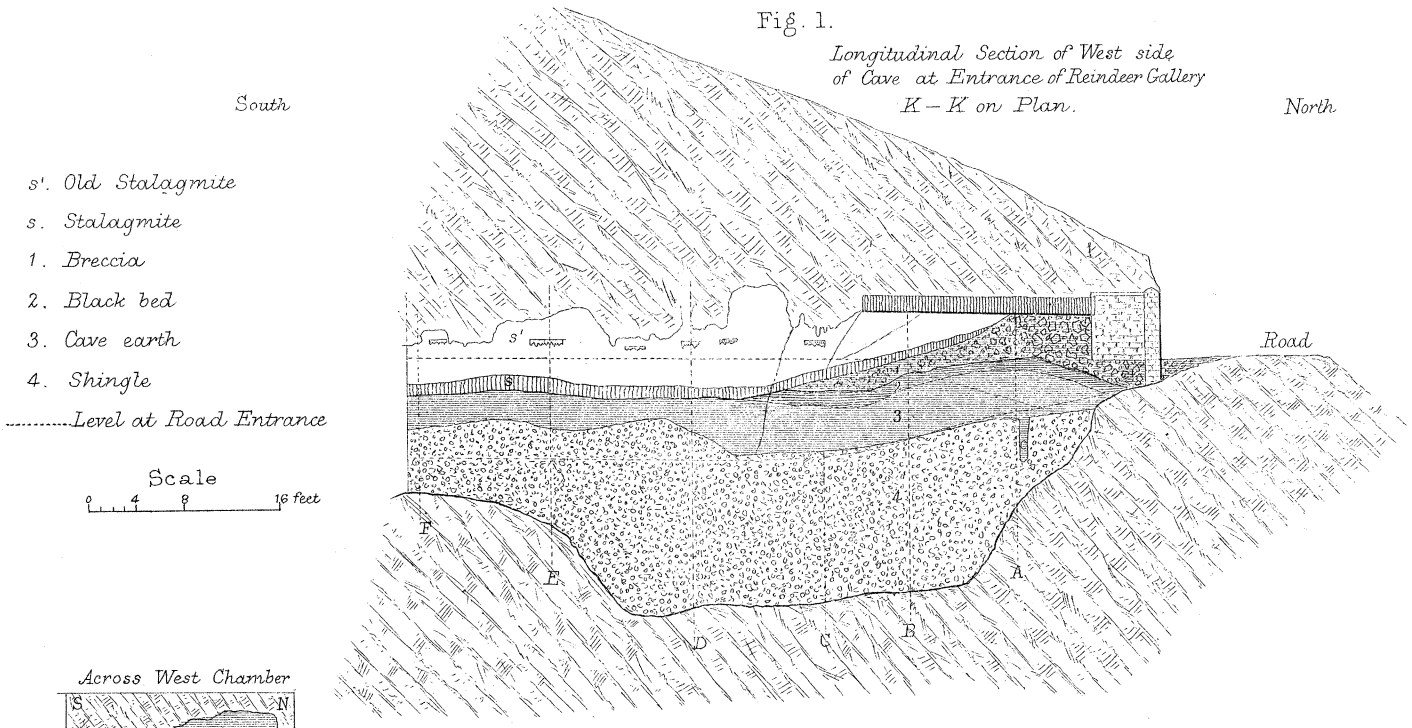 Fig. 1.
Longitudinal Section of West side
of Cave at Entrance of Reindeer Gallery
K – K on Plan.
South
North
s'. Old Stalagmite
s. Stalagmite
1. Breccia
2. Black bed
3. Cave earth
4. Shingle
Level at Road Entrance
Scale
0 4 8 16 feet
s'
s
Road
1
2
3
4
F
E
D
C
B
A
Across West Chamber
S N